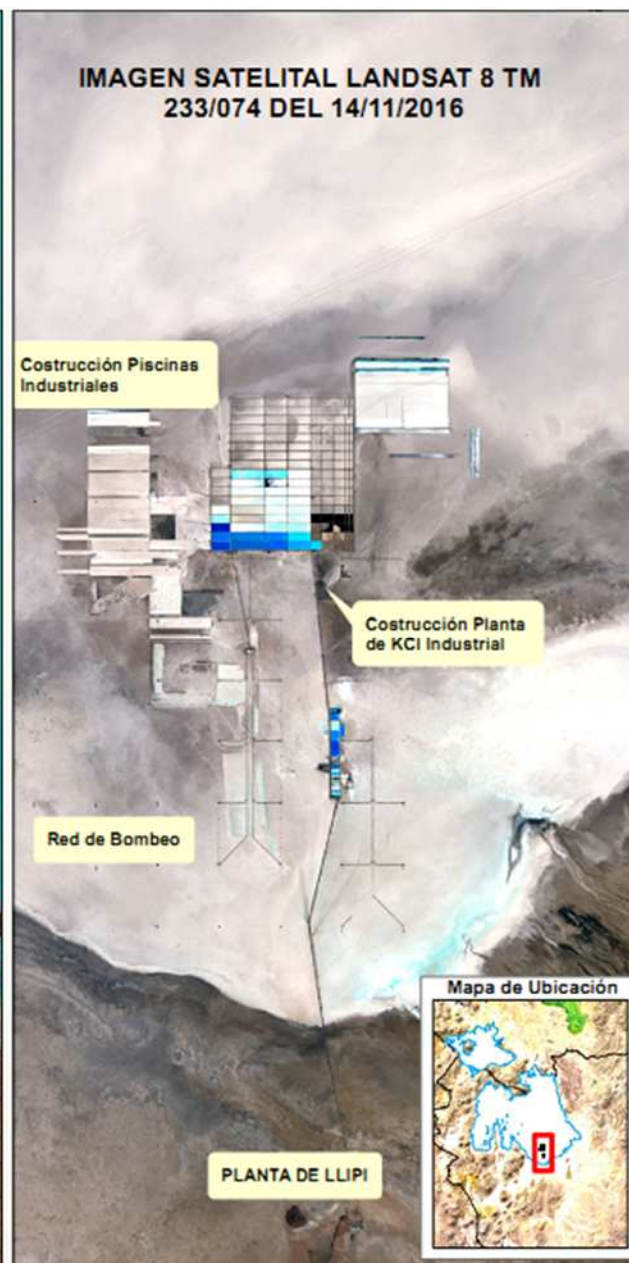 IMAGEN SATELITAL LANDSAT 8 TM
233/074 DEL 14/11/2016
Costrucción Piscinas
Industriales
Costrucción Planta
de KCl Industrial
Red de Bombeo
Mapa de Ubicación
PLANTA DE LLIPI